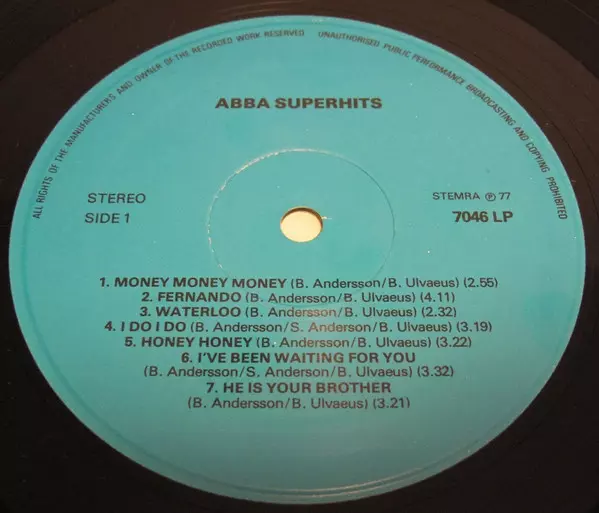 ALL RIGHTS OF THE MANUFACTURERS AND OWNER OF THE RECORDED WORK RESERVED UNAUTHORISED PUBLIC PERFORMANCE BROADCASTING AND COPYING PROHIBITED
ABBA SUPERHITS
STEREO
SIDE 1
STEMRA ℗ 77
7046 LP
1. MONEY MONEY MONEY (B. Andersson/B. Ulvaeus) (2.55)
2. FERNANDO (B. Andersson/B. Ulvaeus) (4.11)
3. WATERLOO (B. Andersson/B. Ulvaeus) (2.32)
4. I DO I DO (B. Andersson/S. Anderson/B. Ulvaeus) (3.19)
5. HONEY HONEY (B. Andersson/B. Ulvaeus) (3.22)
6. I'VE BEEN WAITING FOR YOU
(B. Andersson/S. Anderson/B. Ulvaeus) (3.32)
7. HE IS YOUR BROTHER
(B. Andersson/B. Ulvaeus) (3.21)